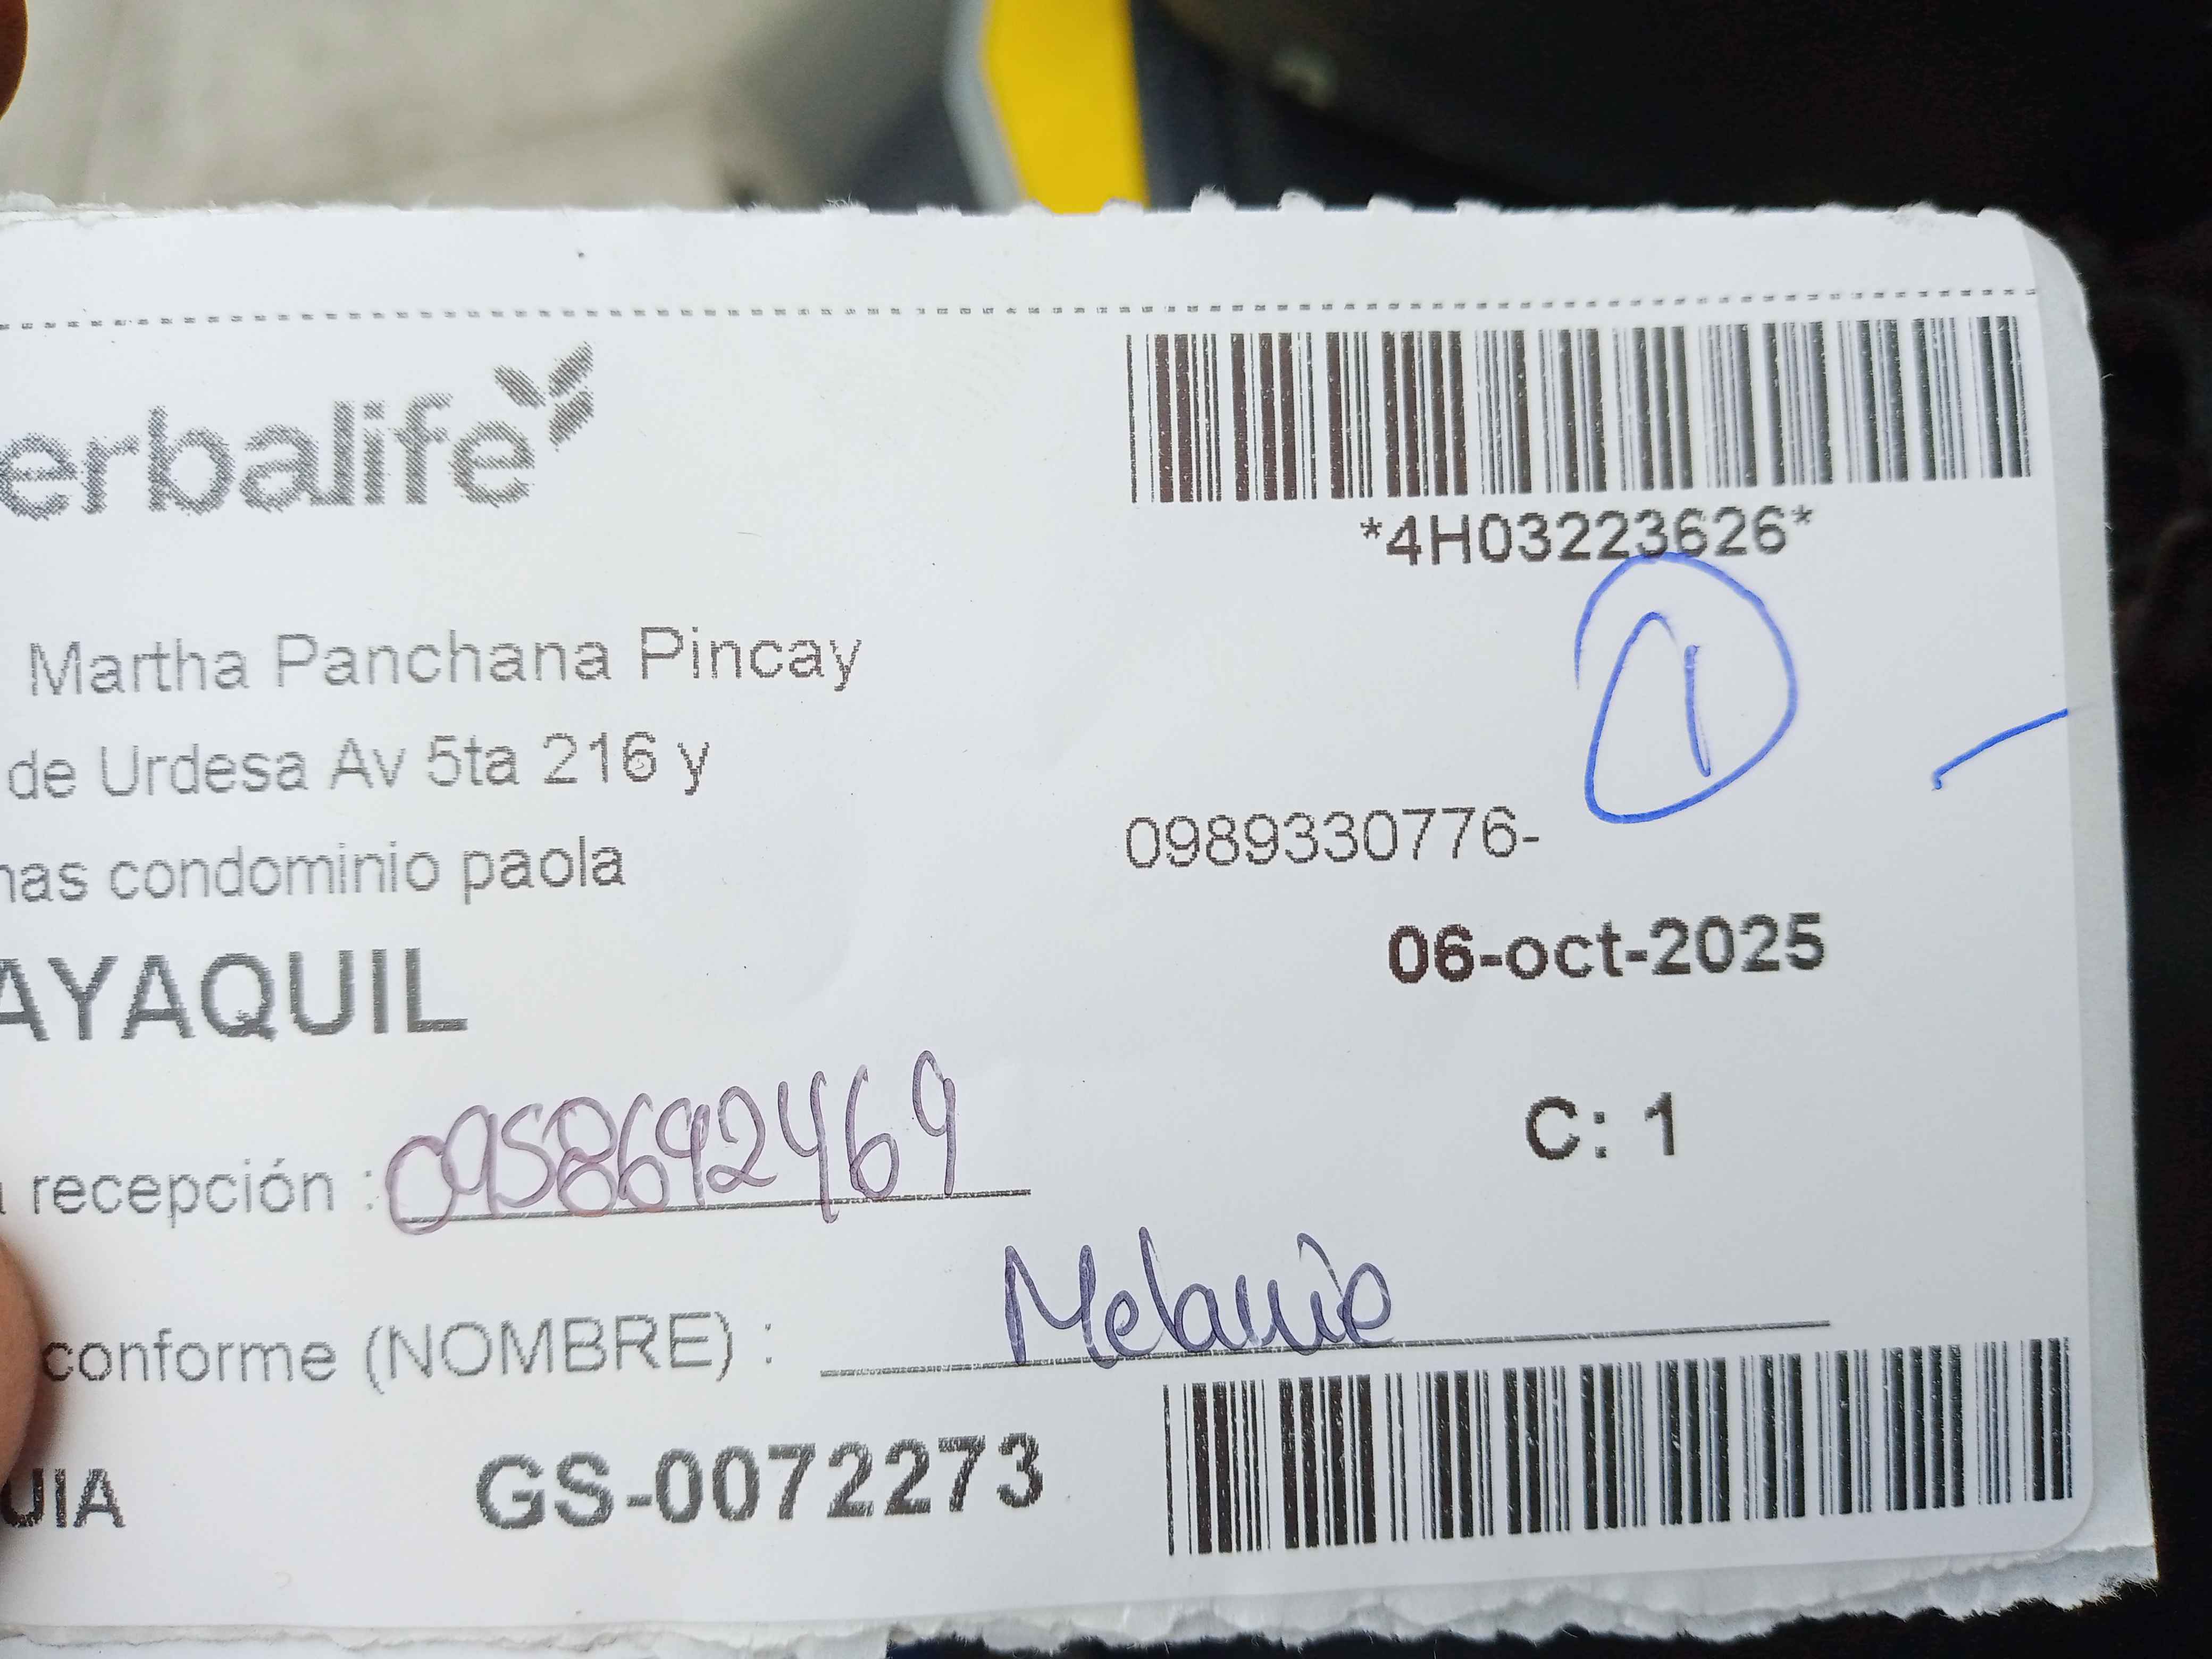 erbalife
*4H03223626*
1
Martha Panchana Pincay
de Urdesa Av 5ta 216 y
0989330776-
nas condominio paola
06-oct-2025
AYAQUIL
C: 1
a recepción : 0958692469
conforme (NOMBRE) : Melanie
UIA GS-0072273